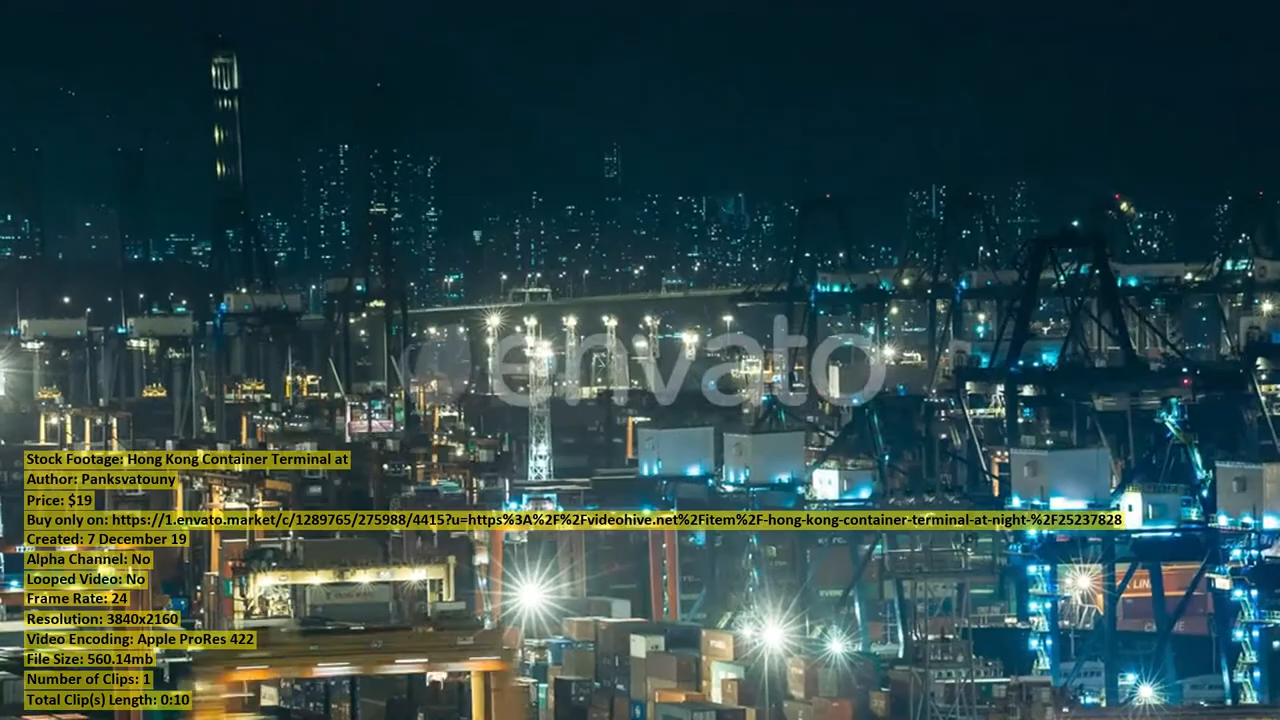 envato
Stock Footage: Hong Kong Container Terminal at
Author: Panksvatouny
Price: $19
Buy only on: https://1.envato.market/c/1289765/275988/4415?u=https%3A%2F%2Fvideohive.net%2Fitem%2F-hong-kong-container-terminal-at-night-%2F25237828
Created: 7 December 19
Alpha Channel: No
Looped Video: No
Frame Rate: 24
Resolution: 3840x2160
Video Encoding: Apple ProRes 422
File Size: 560.14mb
Number of Clips: 1
Total Clip(s) Length: 0:10